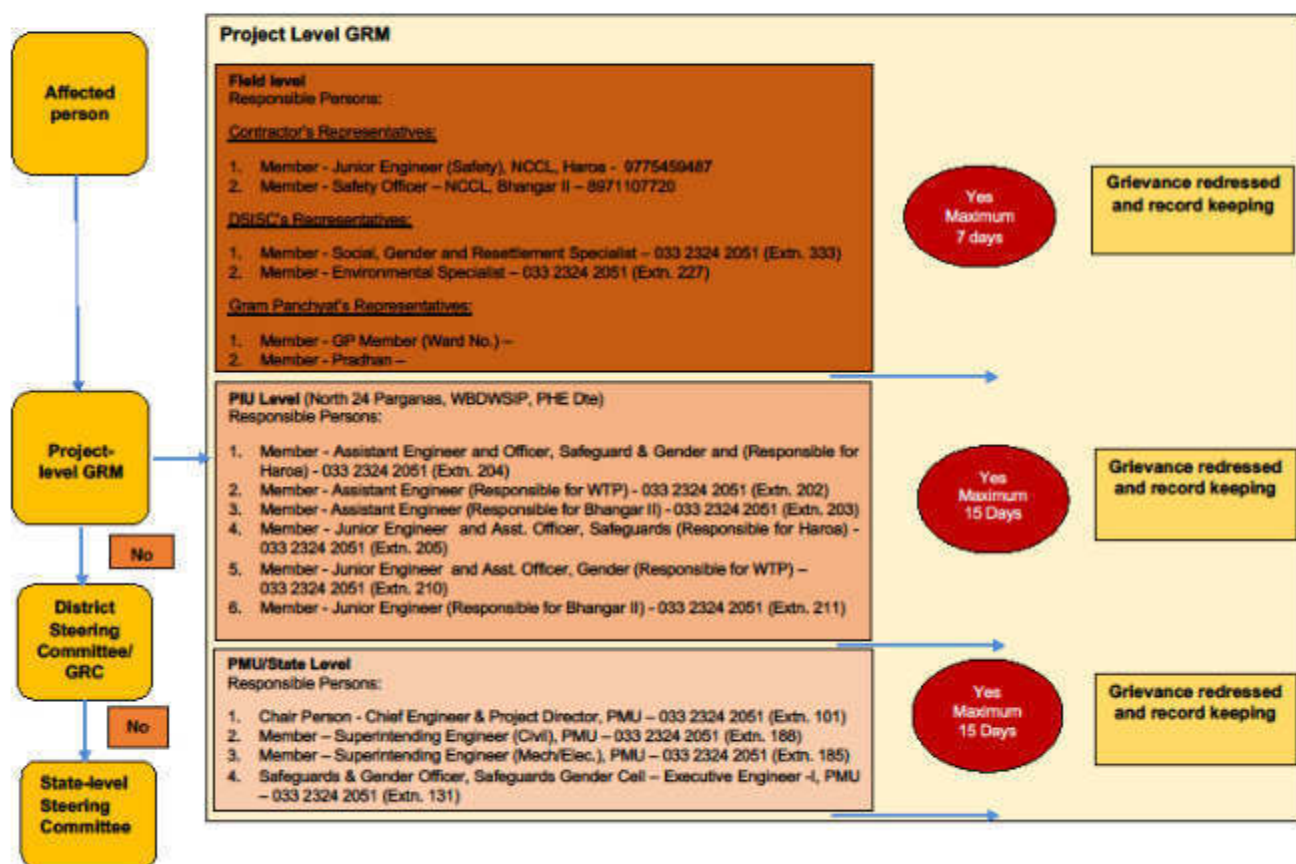 Affected
person
Project-
level GRM
No
District
Steering
Committee/
GRC
No
State-level
Steering
Committee
Project Level GRM
Field level
Responsible Persons:
Contractor's Representatives:
1. Member - Junior Engineer (Safety), NCCL, Haroa - 9775459487
2. Member - Safety Officer – NCCL, Bhangar II – 8971107720
DSISC's Representatives:
1. Member - Social, Gender and Resettlement Specialist – 033 2324 2051 (Extn. 333)
2. Member - Environmental Specialist – 033 2324 2051 (Extn. 227)
Gram Panchyat's Representatives:
1. Member - GP Member (Ward No.) –
2. Member - Pradhan –
Yes
Maximum
7 days
Grievance redressed
and record keeping
PIU Level (North 24 Parganas, WBDWSIP, PHE Dte)
Responsible Persons:
1. Member - Assistant Engineer and Officer, Safeguard & Gender and (Responsible for
Haroa) - 033 2324 2051 (Extn. 204)
2. Member - Assistant Engineer (Responsible for WTP) - 033 2324 2051 (Extn. 202)
3. Member - Assistant Engineer (Responsible for Bhangar II) - 033 2324 2051 (Extn. 203)
4. Member - Junior Engineer and Asst. Officer, Safeguards (Responsible for Haroa) -
033 2324 2051 (Extn. 205)
5. Member - Junior Engineer and Asst. Officer, Gender (Responsible for WTP) –
033 2324 2051 (Extn. 210)
6. Member - Junior Engineer (Responsible for Bhangar II) - 033 2324 2051 (Extn. 211)
Yes
Maximum
15 Days
Grievance redressed
and record keeping
PMU/State Level
Responsible Persons:
1. Chair Person - Chief Engineer & Project Director, PMU – 033 2324 2051 (Extn. 101)
2. Member – Superintending Engineer (Civil), PMU – 033 2324 2051 (Extn. 188)
3. Member – Superintending Engineer (Mech/Elec.), PMU – 033 2324 2051 (Extn. 185)
4. Safeguards & Gender Officer, Safeguards Gender Cell – Executive Engineer -I, PMU
– 033 2324 2051 (Extn. 131)
Yes
Maximum
15 Days
Grievance redressed
and record keeping